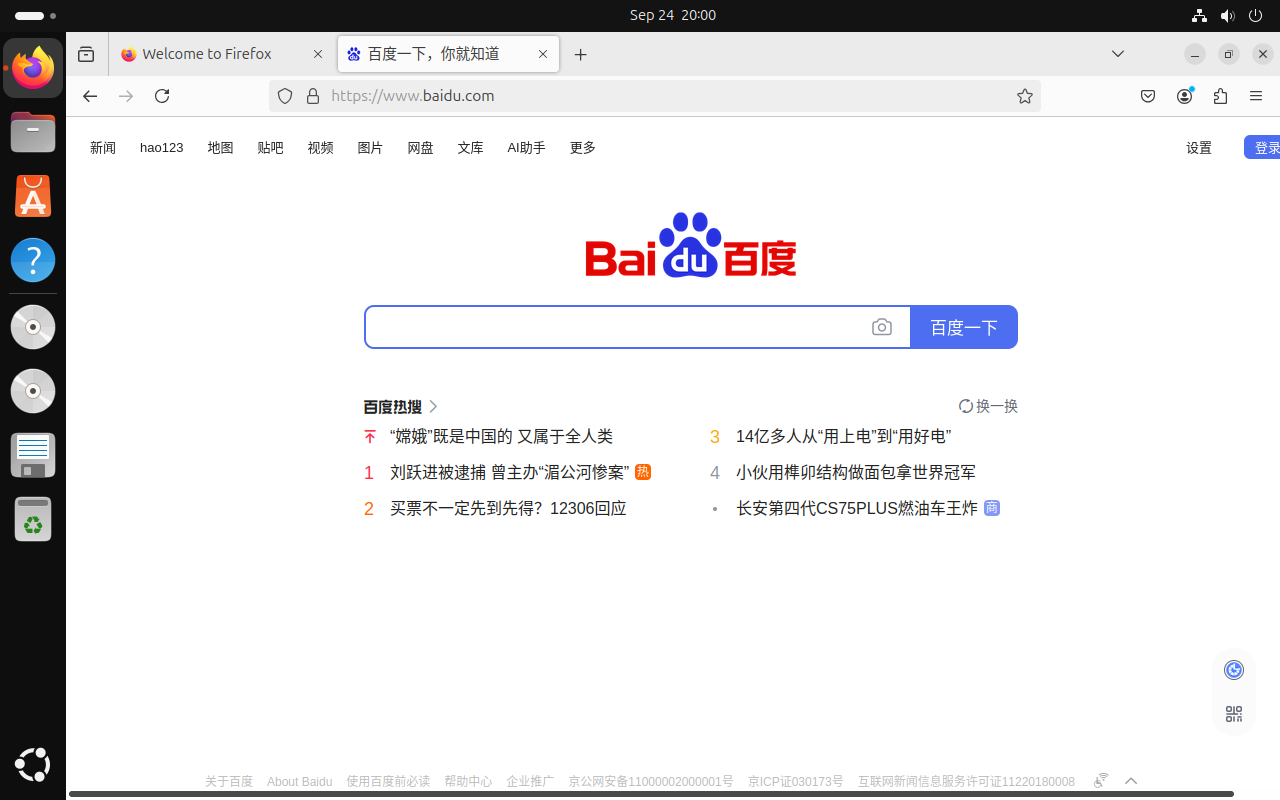 Sep 24 20:00
Welcome to Firefox
百度一下，你就知道
https://www.baidu.com
新闻 hao123 地图 贴吧 视频 图片 网盘 文库 AI助手 更多 设置 登录
Bai du 百度
百度一下
百度热搜 换一换
“嫦娥”既是中国的 又属于全人类
3 14亿多人从“用上电”到“用好电”
1 刘跃进被逮捕 曾主办“湄公河惨案” 热
4 小伙用榫卯结构做面包拿世界冠军
2 买票不一定先到先得？12306回应
• 长安第四代CS75PLUS燃油车王炸 商
关于百度 About Baidu 使用百度前必读 帮助中心 企业推广 京公网安备11000002000001号 京ICP证030173号 互联网新闻信息服务许可证11220180008